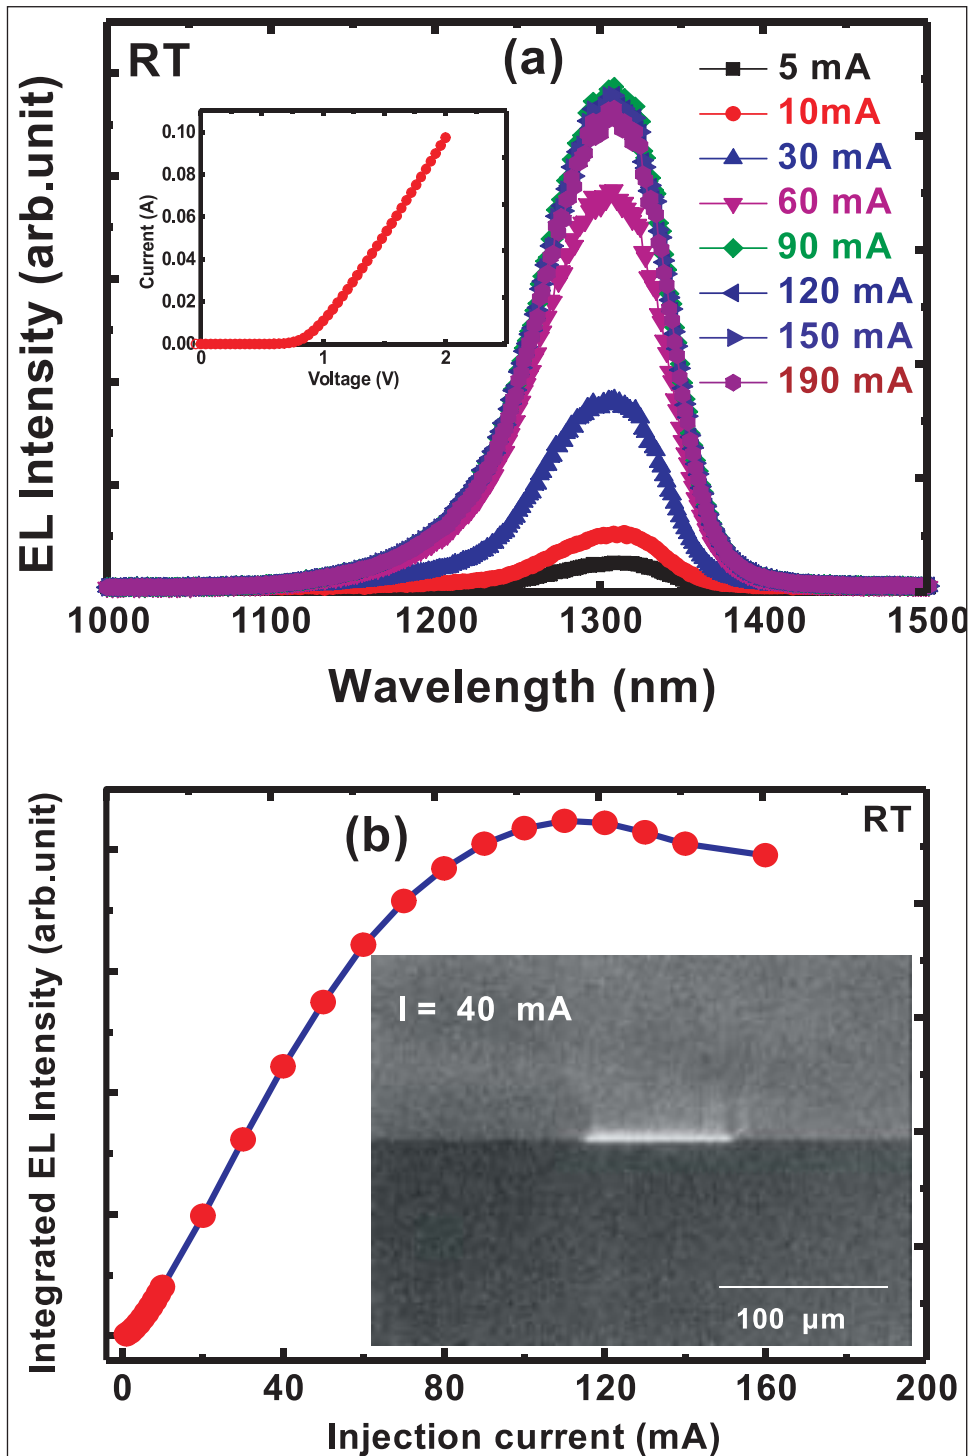 RT
(a)
5 mA
10mA
30 mA
60 mA
90 mA
120 mA
150 mA
190 mA
EL Intensity (arb.unit)
0.10
0.08
0.06
0.04
0.02
0.00
Current (A)
0 1 2
Voltage (V)
1000 1100 1200 1300 1400 1500
Wavelength (nm)
(b)
RT
Integrated EL Intensity (arb.unit)
I = 40 mA
100 µm
0 40 80 120 160 200
Injection current (mA)